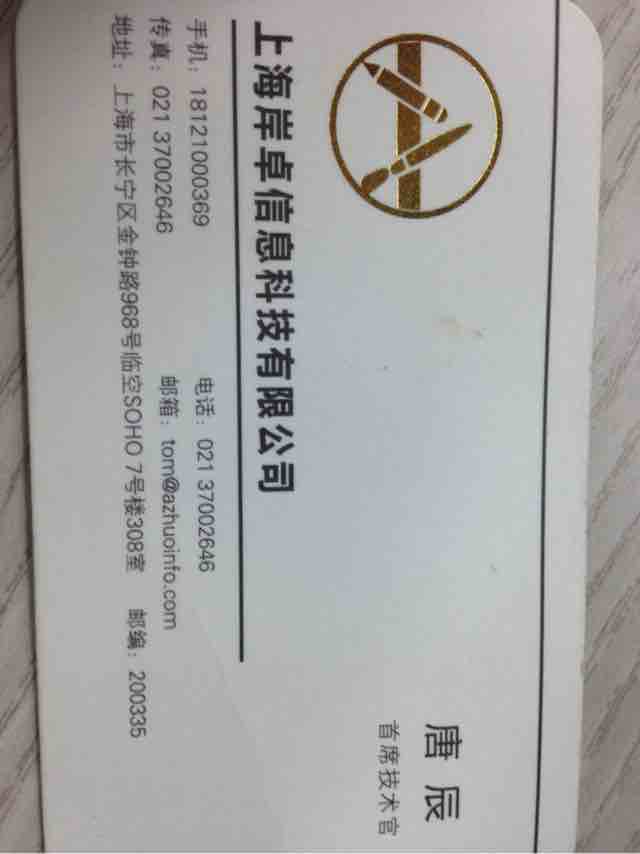 唐辰
首席技术官
上海岸卓信息科技有限公司
手机：18121000369 电话：021 37002646
传真：021 37002646 邮箱：tom@azhuoinfo.com
地址：上海市长宁区金钟路968号临空SOHO 7号楼308室 邮编：200335